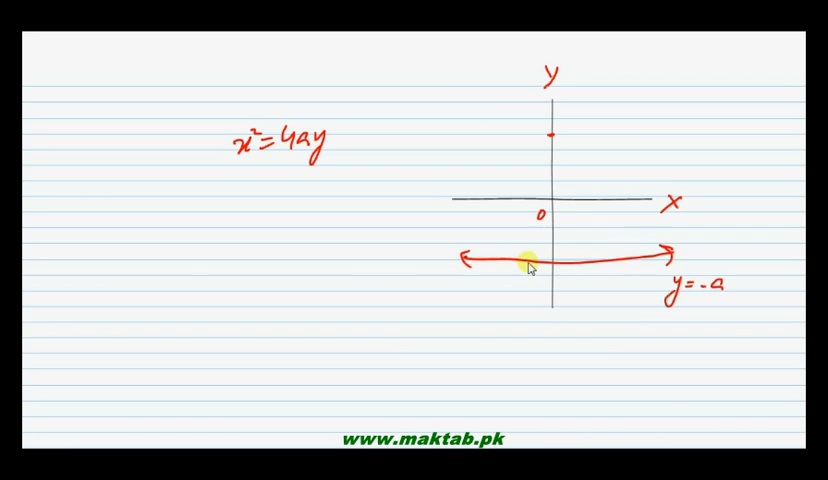 y
x² = 4ay
0
X
y = -a
www.maktab.pk